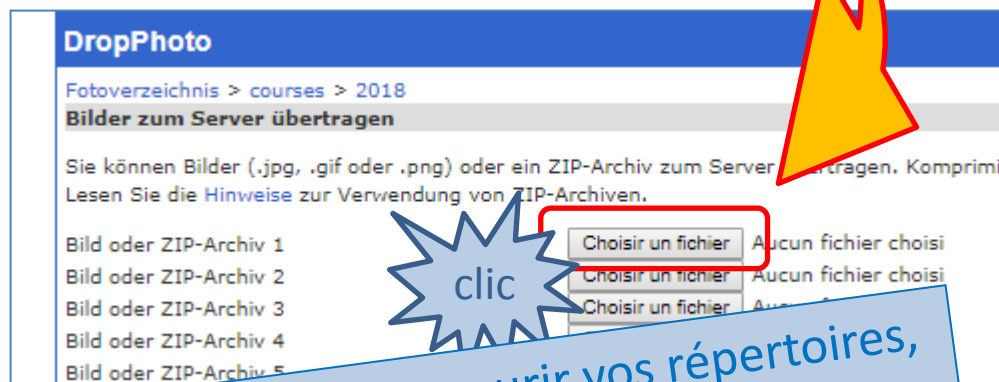 DropPhoto
Fotoverzeichnis > courses > 2018
Bilder zum Server übertragen
Sie können Bilder (.jpg, .gif oder .png) oder ein ZIP-Archiv zum Server übertragen. Komprimi
Lesen Sie die Hinweise zur Verwendung von ZIP-Archiven.
Bild oder ZIP-Archiv 1 Choisir un fichier Aucun fichier choisi
clic
Bild oder ZIP-Archiv 2 Choisir un fichier Aucun fichier choisi
Bild oder ZIP-Archiv 3 Choisir un fichier
Bild oder ZIP-Archiv 4
Bild oder ZIP-Archiv 5
vos répertoires,